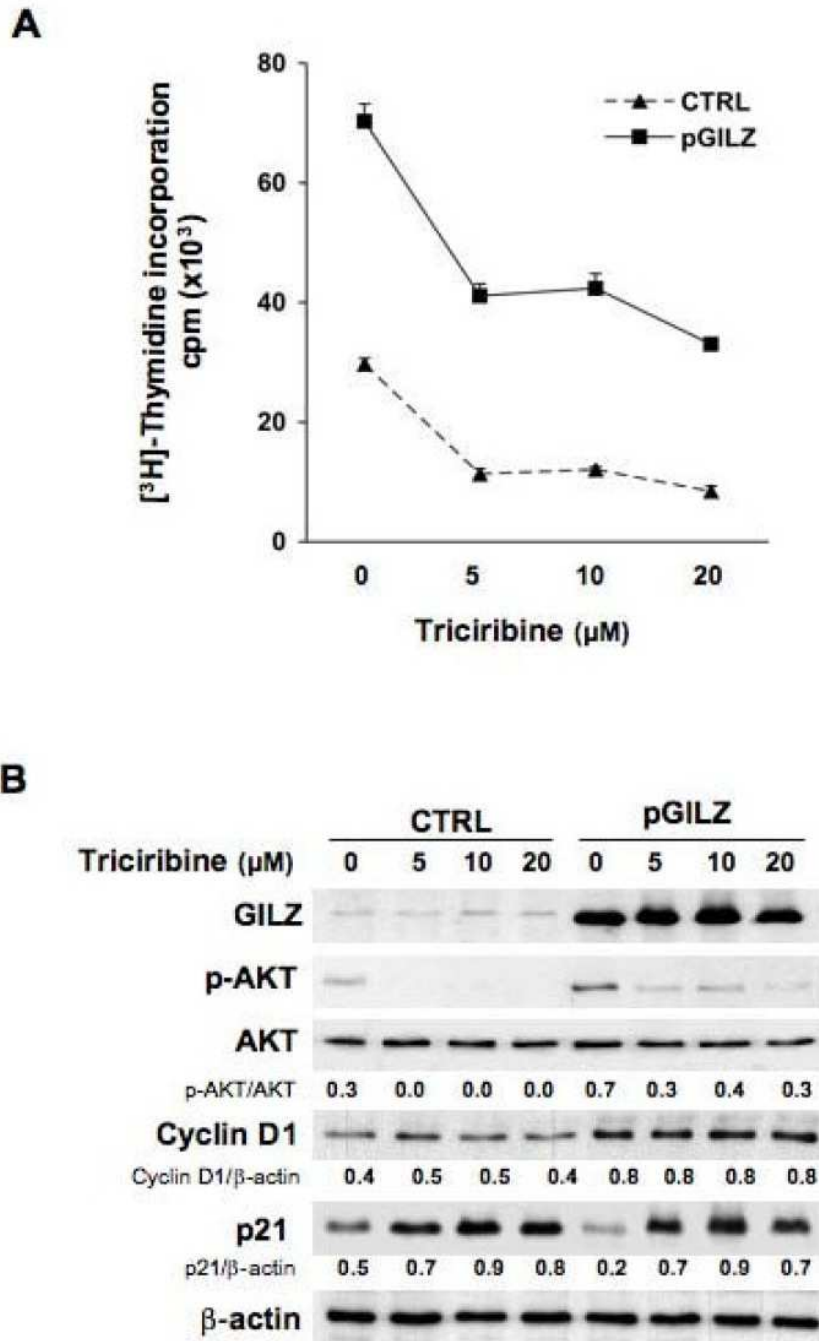 A
80
60
40
20
0
[³H]-Thymidine incorporation
cpm (x10³)
CTRL
pGILZ
0 5 10 20
Triciribine (µM)
B
CTRL pGILZ
Triciribine (µM) 0 5 10 20 0 5 10 20
GILZ
p-AKT
AKT
p-AKT/AKT 0.3 0.0 0.0 0.0 0.7 0.3 0.4 0.3
Cyclin D1
Cyclin D1/β-actin 0.4 0.5 0.5 0.4 0.8 0.8 0.8 0.8
p21
p21/β-actin 0.5 0.7 0.9 0.8 0.2 0.7 0.9 0.7
β-actin